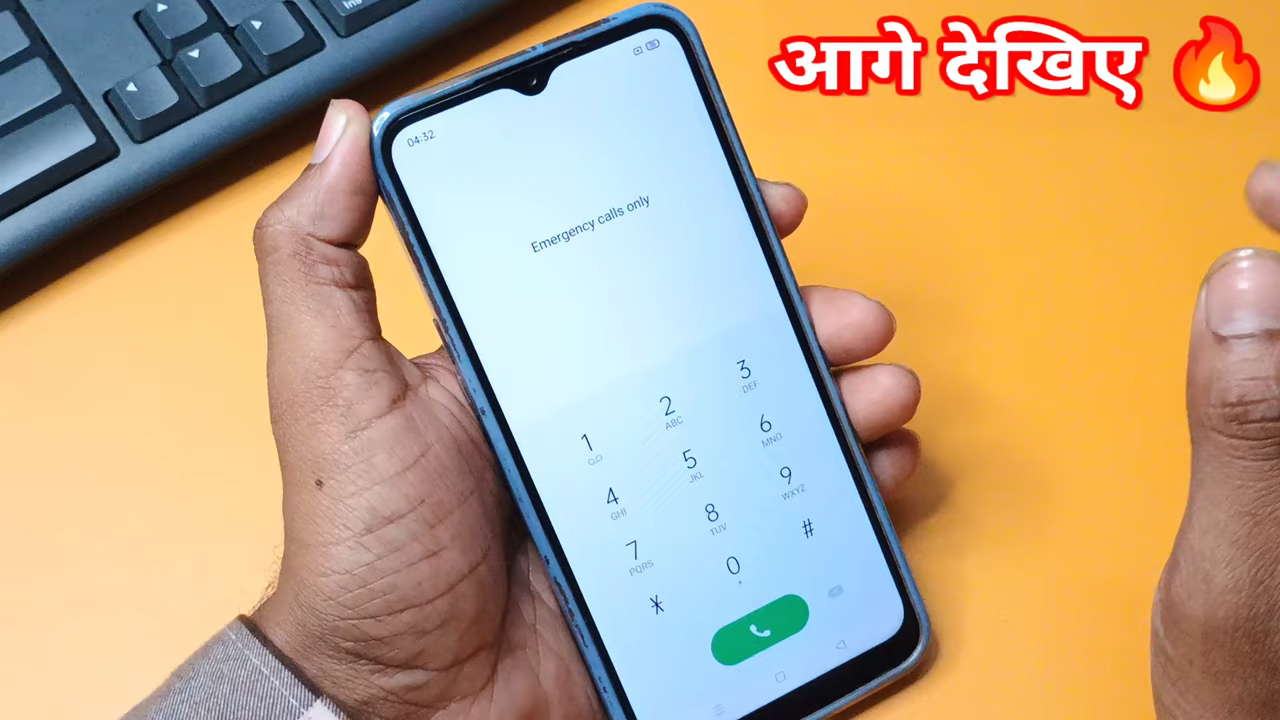 Ins
आगे देखिए 🔥
04:32
Emergency calls only
1
2 ABC
3 DEF
4 GHI
5 JKL
6 MNO
7 PQRS
8 TUV
9 WXYZ
*
0
#